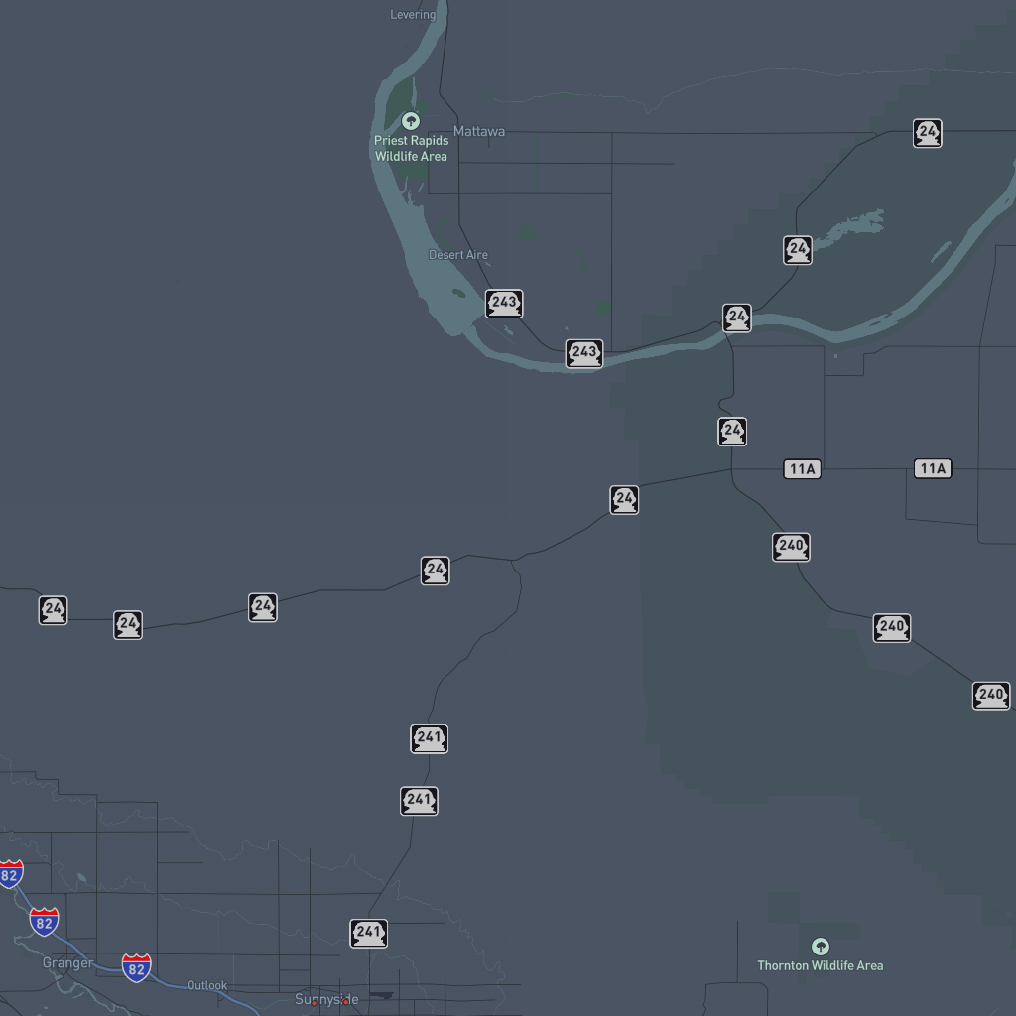 Levering
Priest Rapids
Wildlife Area
Mattawa
24
24
Desert Aire
243
24
243
24
11A
11A
24
240
24
24
24
24
240
240
241
241
82
82
241
Thornton Wildlife Area
Granger
82
Outlook
Sunnyside